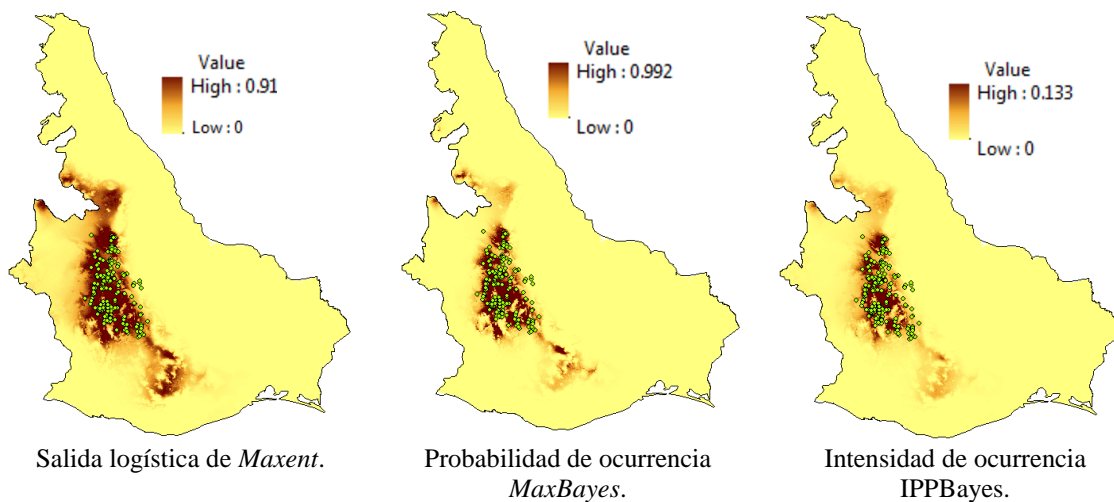 Value
High : 0.91
Low : 0
Value
High : 0.992
Low : 0
Value
High : 0.133
Low : 0
Salida logística de Maxent.
Probabilidad de ocurrencia
MaxBayes.
Intensidad de ocurrencia
IPPBayes.